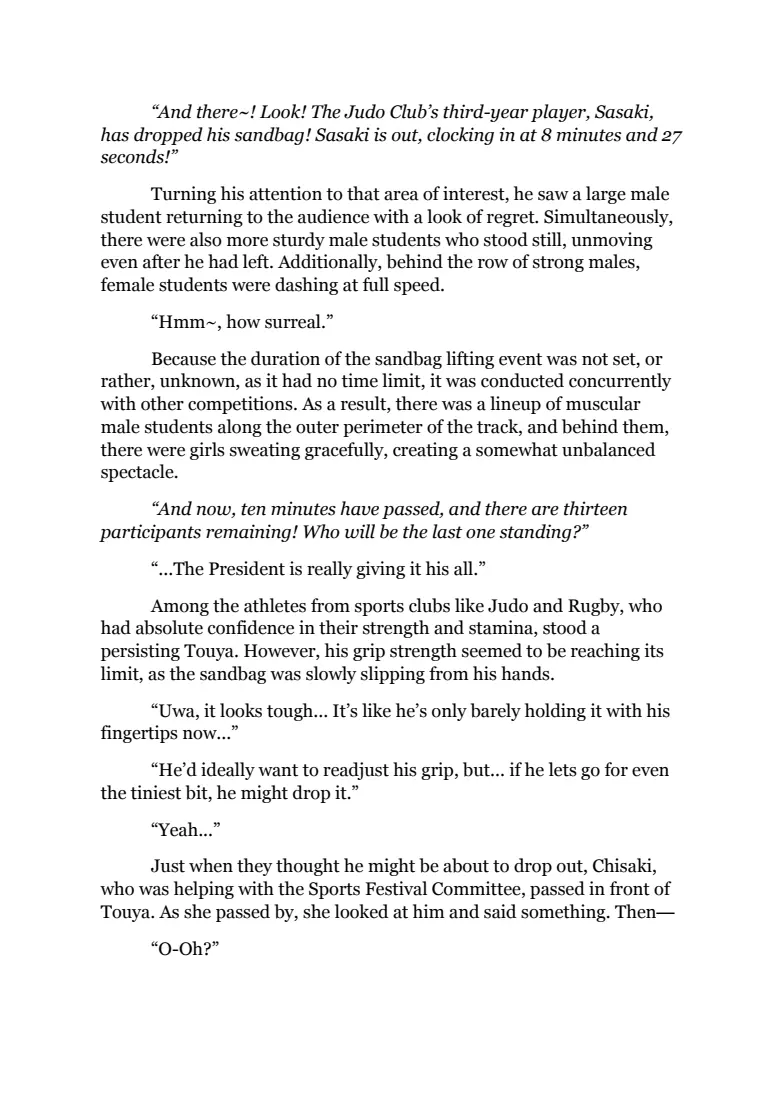 “And there~! Look! The Judo Club’s third-year player, Sasaki,
has dropped his sandbag! Sasaki is out, clocking in at 8 minutes and 27
seconds!”
Turning his attention to that area of interest, he saw a large male
student returning to the audience with a look of regret. Simultaneously,
there were also more sturdy male students who stood still, unmoving
even after he had left. Additionally, behind the row of strong males,
female students were dashing at full speed.
“Hmm~, how surreal.”
Because the duration of the sandbag lifting event was not set, or
rather, unknown, as it had no time limit, it was conducted concurrently
with other competitions. As a result, there was a lineup of muscular
male students along the outer perimeter of the track, and behind them,
there were girls sweating gracefully, creating a somewhat unbalanced
spectacle.
“And now, ten minutes have passed, and there are thirteen
participants remaining! Who will be the last one standing?”
“…The President is really giving it his all.”
Among the athletes from sports clubs like Judo and Rugby, who
had absolute confidence in their strength and stamina, stood a
persisting Touya. However, his grip strength seemed to be reaching its
limit, as the sandbag was slowly slipping from his hands.
“Uwa, it looks tough… It’s like he’s only barely holding it with his
fingertips now…”
“He’d ideally want to readjust his grip, but… if he lets go for even
the tiniest bit, he might drop it.”
“Yeah…”
Just when they thought he might be about to drop out, Chisaki,
who was helping with the Sports Festival Committee, passed in front of
Touya. As she passed by, she looked at him and said something. Then—
“O-Oh?”